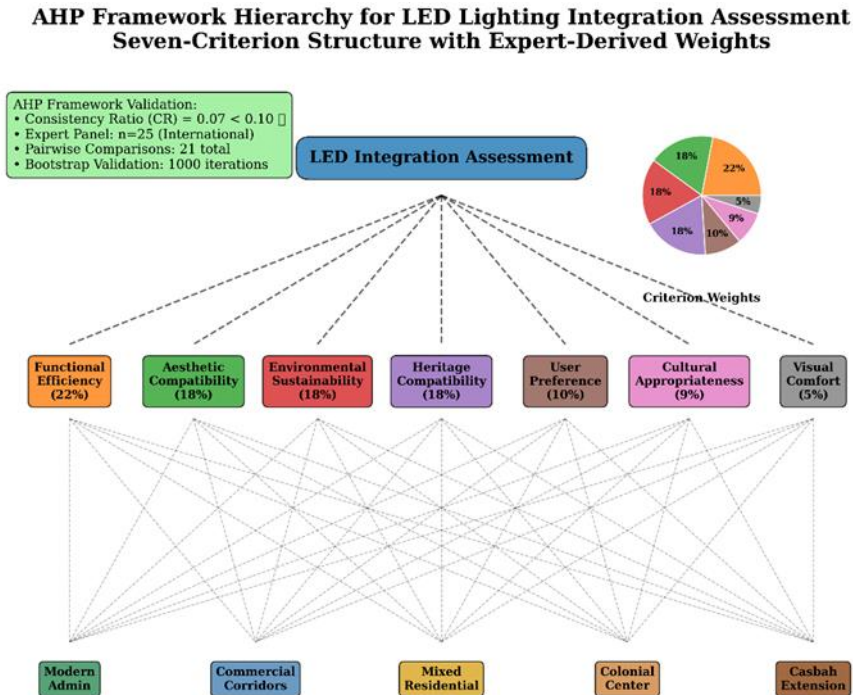 AHP Framework Hierarchy for LED Lighting Integration Assessment
Seven-Criterion Structure with Expert-Derived Weights
AHP Framework Validation:
• Consistency Ratio (CR) = 0.07 < 0.10 ▯
• Expert Panel: n=25 (International)
• Pairwise Comparisons: 21 total
• Bootstrap Validation: 1000 iterations
LED Integration Assessment
18%
22%
18%
5%
9%
18%
10%
Criterion Weights
Functional
Efficiency
(22%)
Aesthetic
Compatibility
(18%)
Environmental
Sustainability
(18%)
Heritage
Compatibility
(18%)
User
Preference
(10%)
Cultural
Appropriateness
(9%)
Visual
Comfort
(5%)
Modern
Admin
Commercial
Corridors
Mixed
Residential
Colonial
Center
Casbah
Extension